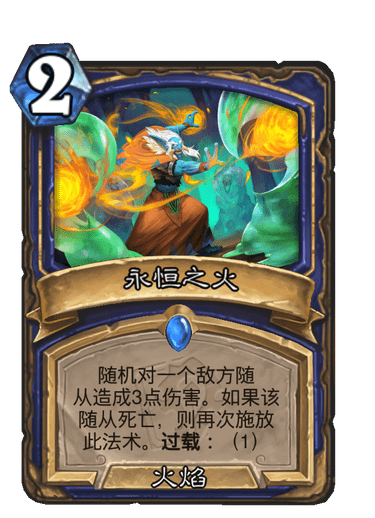 2
永恒之火
随机对一个敌方随
从造成3点伤害。如果该
随从死亡，则再次施放
此法术。过载：（1）
火焰